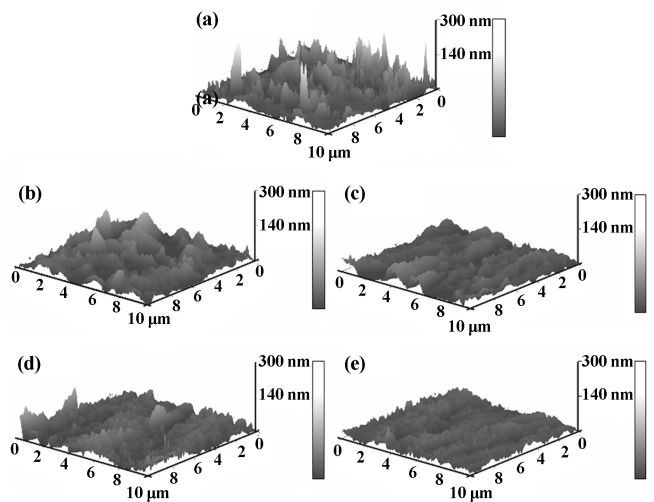 (a)
300 nm
140 nm
(a)
0 2 4 6 8 10 μm 8 6 4 2 0
(b) (c)
300 nm 300 nm
140 nm 140 nm
0 2 4 6 8 10 μm 8 6 4 2 0 0 2 4 6 8 10 μm 8 6 4 2 0
(d) (e)
300 nm 300 nm
140 nm 140 nm
0 2 4 6 8 10 μm 8 6 4 2 0 0 2 4 6 8 10 μm 8 6 4 2 0